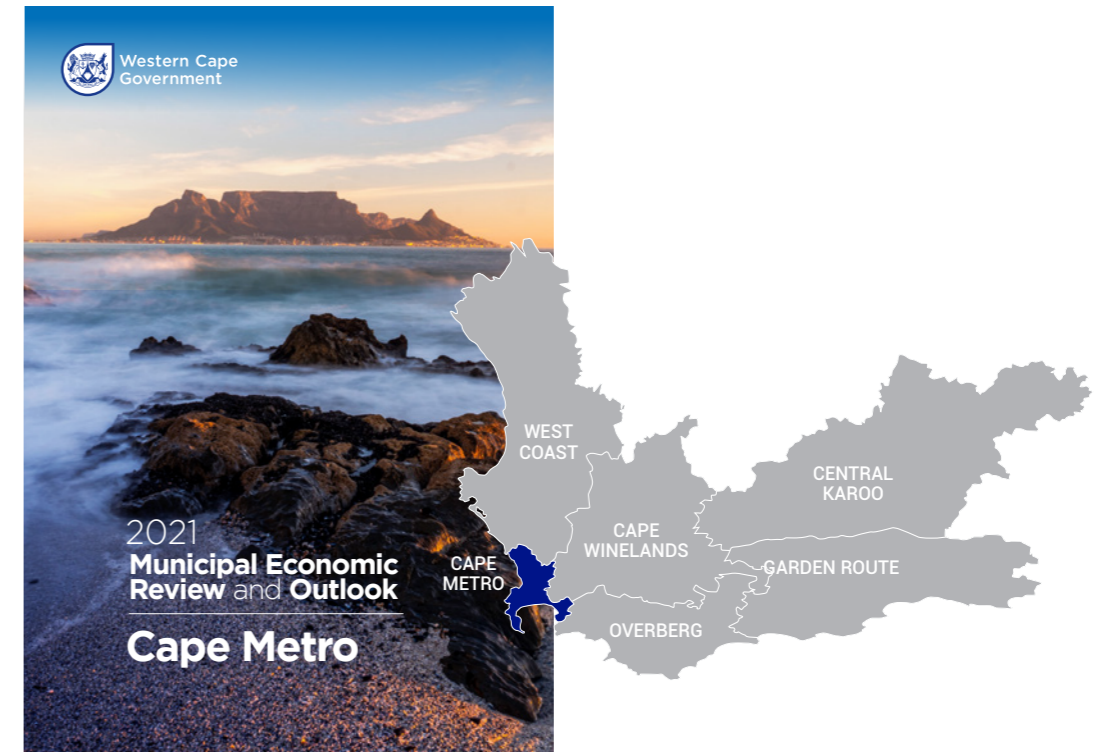 Western Cape
Government
2021
Municipal Economic
Review and Outlook
Cape Metro
WEST
COAST
CENTRAL
KAROO
CAPE
WINELANDS
CAPE
METRO
GARDEN ROUTE
OVERBERG